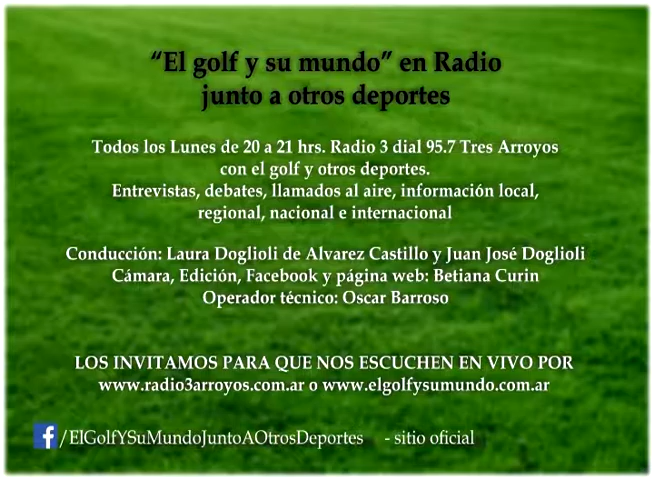 “El golf y su mundo” en Radio
junto a otros deportes
Todos los Lunes de 20 a 21 hrs. Radio 3 dial 95.7 Tres Arroyos
con el golf y otros deportes.
Entrevistas, debates, llamados al aire, información local,
regional, nacional e internacional
Conducción: Laura Doglioli de Alvarez Castillo y Juan José Doglioli
Cámara, Edición, Facebook y página web: Betiana Curin
Operador técnico: Oscar Barroso
LOS INVITAMOS PARA QUE NOS ESCUCHEN EN VIVO POR
www.radio3arroyos.com.ar o www.elgolfysumundo.com.ar
f /ElGolfYSuMundoJuntoAOtrosDeportes - sitio oficial